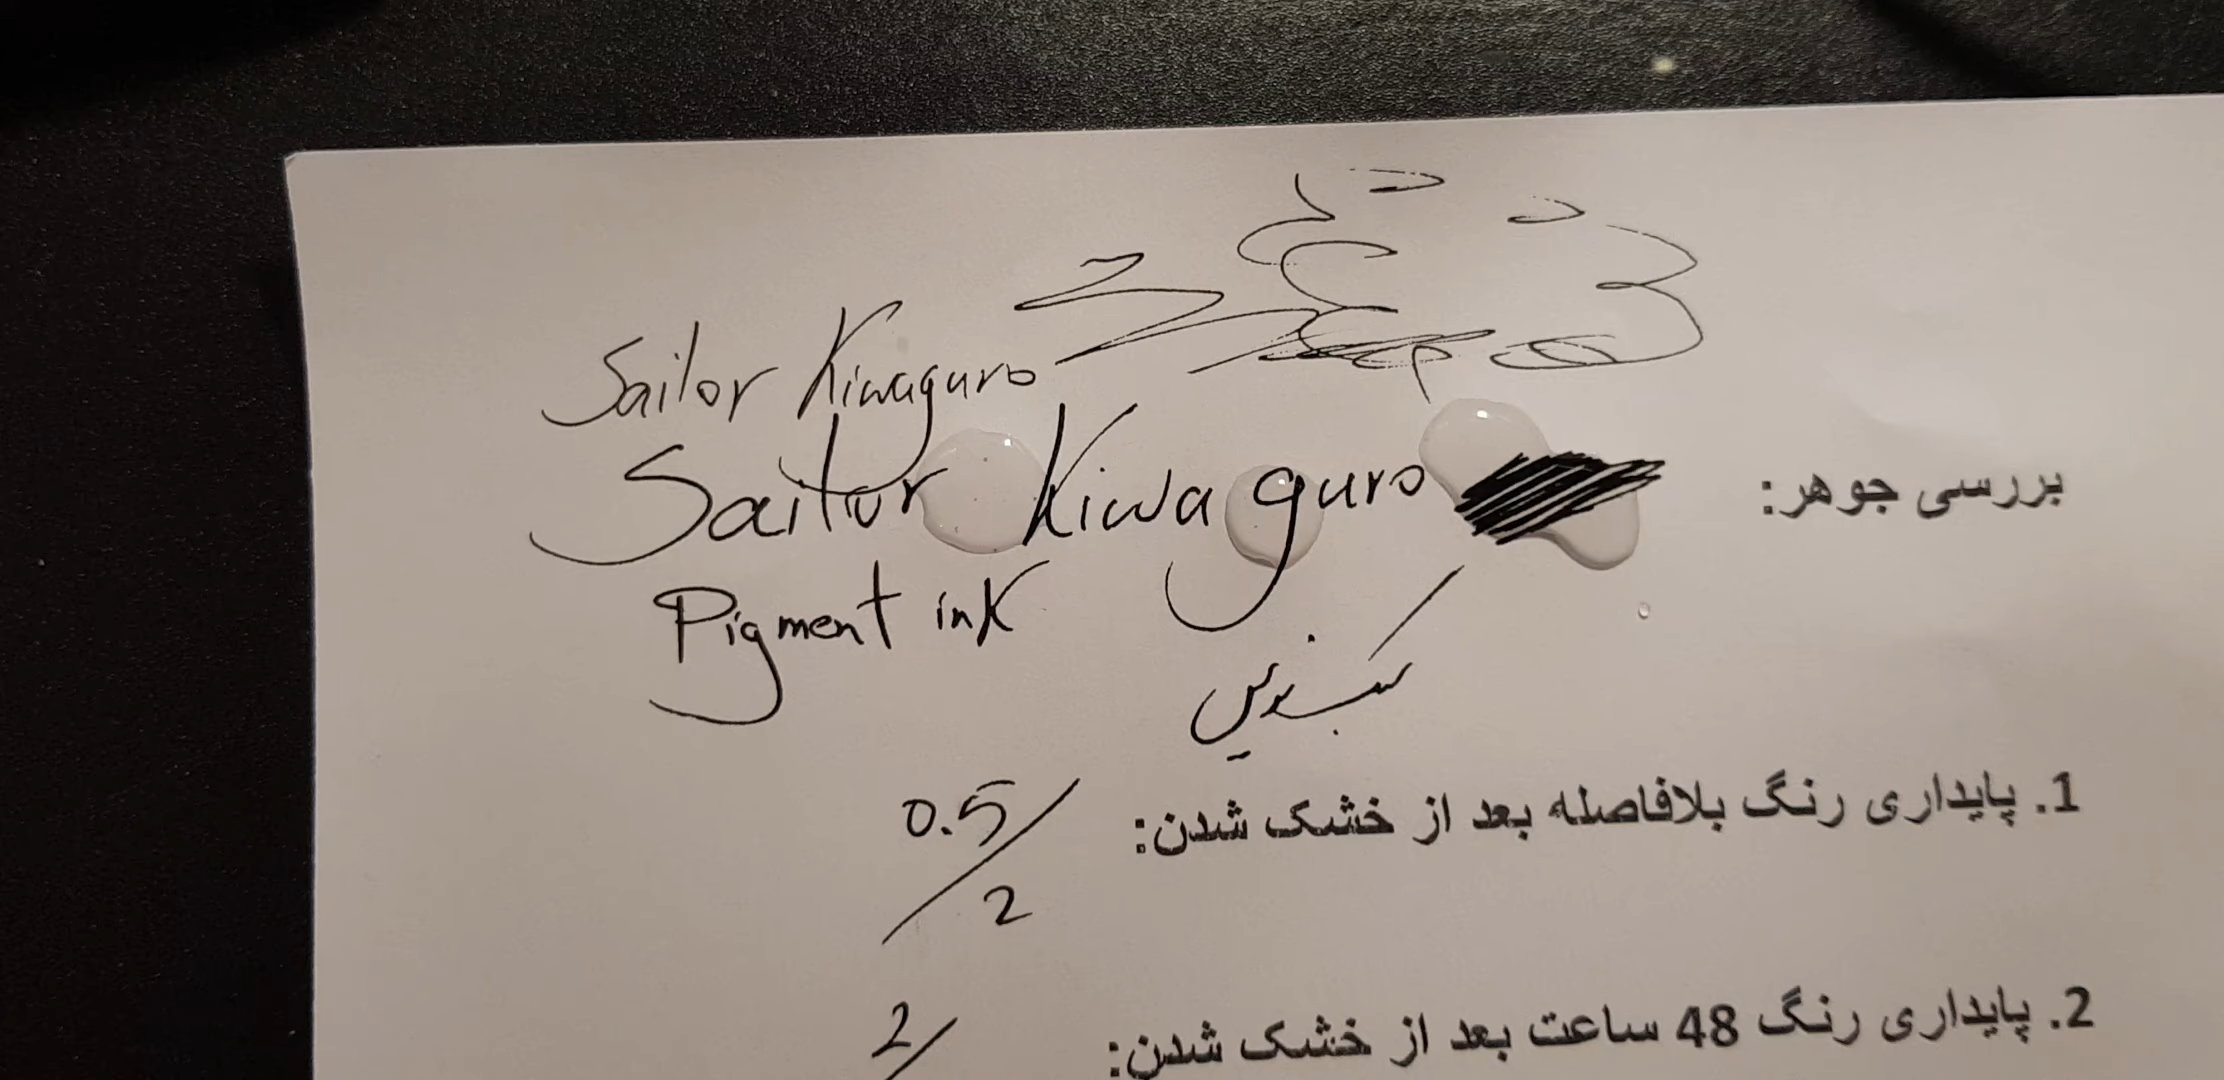 Sailor Kiwaguro
Sailor Kiwaguro
بررسی جوهر:
Pigment ink
1. پایداری رنگ بلافاصله بعد از خشک شدن: 0.5/2
2. پایداری رنگ 48 ساعت بعد از خشک شدن: 2/